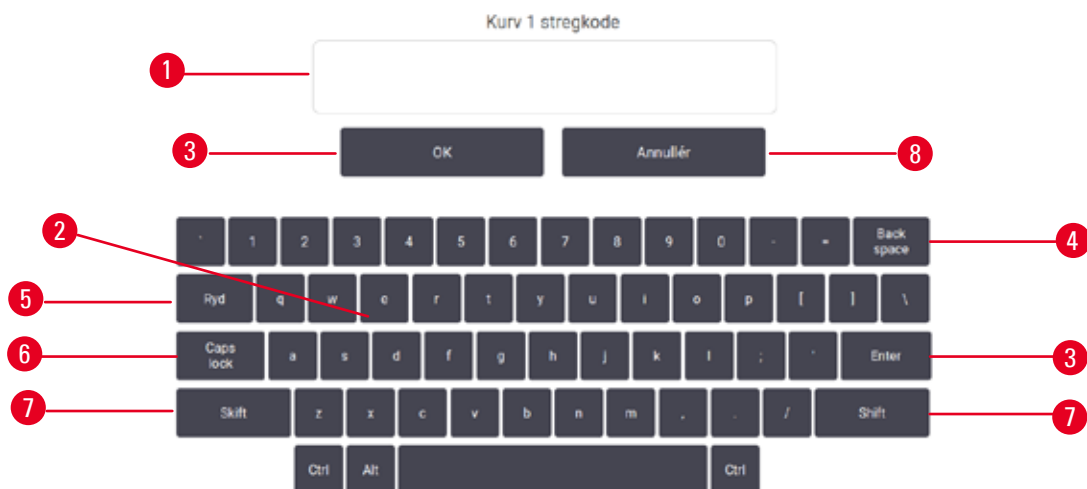 Kurv 1 stregkode
1
3 OK Annullér 8
2
` 1 2 3 4 5 6 7 8 9 0 - = Back space 4
5 Ryd q w e r t y u i o p [ ] \
6 Caps lock a s d f g h j k l ; ' Enter 3
7 Skift z x c v b n m , . / Shift 7
Ctrl Alt Ctrl